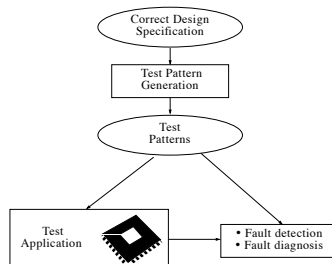 Correct Design
Specification
Test Pattern
Generation
Test
Patterns
Test
Application
• Fault detection
• Fault diagnosis